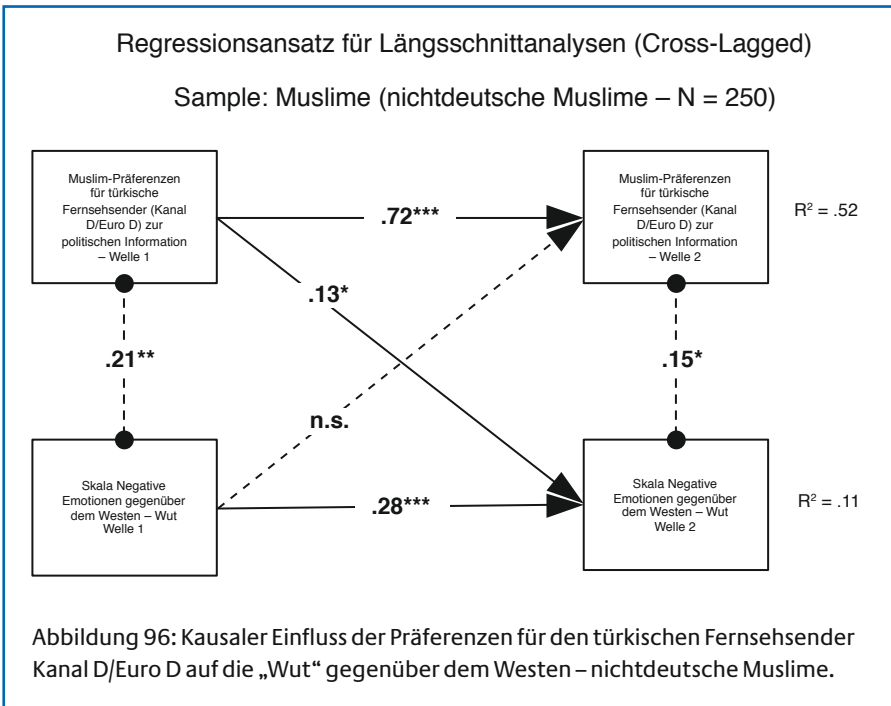 Regressionsansatz für Längsschnittanalysen (Cross-Lagged)
Sample: Muslime (nichtdeutsche Muslime – N = 250)
Muslim-Präferenzen
für türkische
Fernsehsender (Kanal
D/Euro D) zur
politischen Information
– Welle 1
.72***
Muslim-Präferenzen
für türkische
Fernsehsender (Kanal
D/Euro D) zur
politischen Information
– Welle 2
R² = .52
.13*
.21**
.15*
n.s.
Skala Negative
Emotionen gegenüber
dem Westen – Wut
Welle 1
.28***
Skala Negative
Emotionen gegenüber
dem Westen – Wut
Welle 2
R² = .11
Abbildung 96: Kausaler Einfluss der Präferenzen für den türkischen Fernsehsender
Kanal D/Euro D auf die „Wut“ gegenüber dem Westen – nichtdeutsche Muslime.